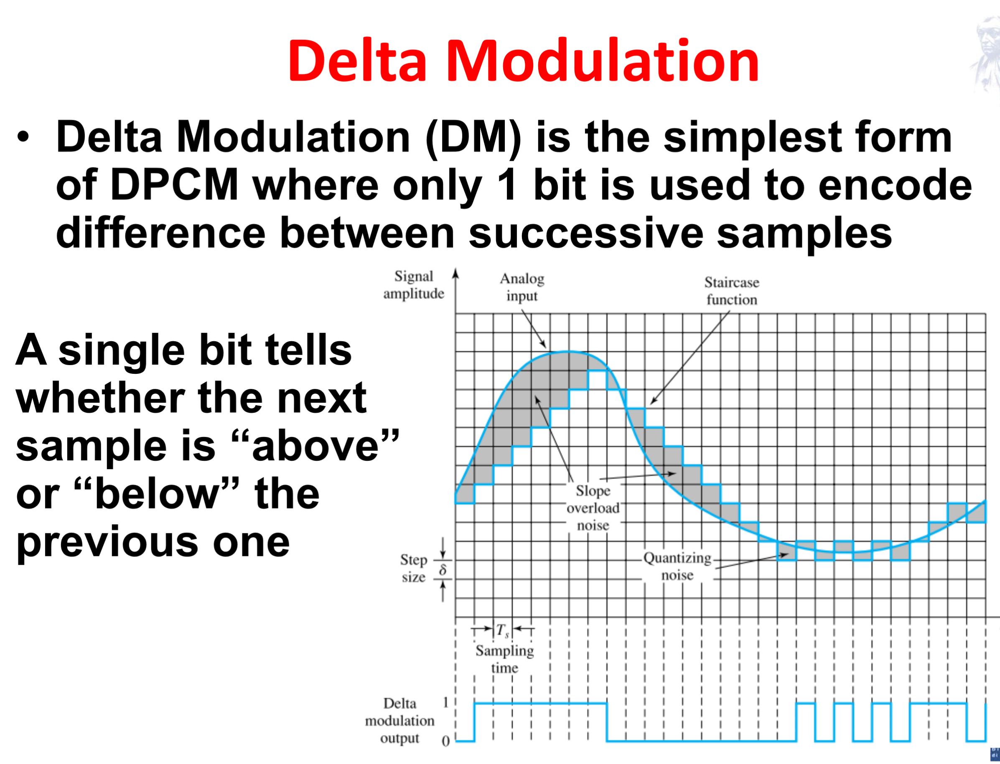 Delta Modulation
• Delta Modulation (DM) is the simplest form
of DPCM where only 1 bit is used to encode
difference between successive samples
A single bit tells
whether the next
sample is “above”
or “below” the
previous one
Signal
amplitude
Analog
input
Staircase
function
Slope
overload
noise
Quantizing
noise
Step
size
δ
Ts
Sampling
time
Delta
modulation
output
1
0